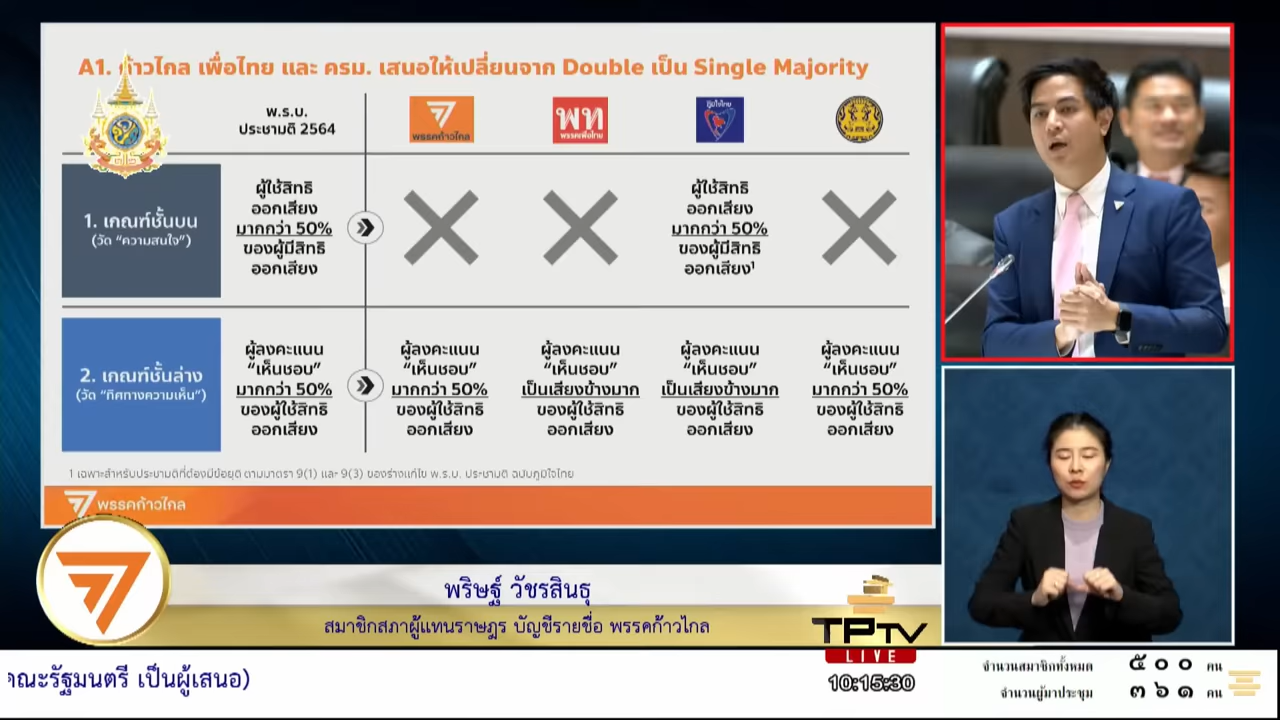 A1. ก้าวไกล เพื่อไทย และ ครม. เสนอให้เปลี่ยนจาก Double เป็น Single Majority
พ.ร.บ.
ประชามติ 2564
พรรคก้าวไกล
พท
พรรคเพื่อไทย
ภูมิใจไทย
1. เกณฑ์ชั้นบน
(วัด “ความสนใจ”)
ผู้ใช้สิทธิ
ออกเสียง
มากกว่า 50%
ของผู้มีสิทธิ
ออกเสียง
ผู้ใช้สิทธิ
ออกเสียง
มากกว่า 50%
ของผู้มีสิทธิ
ออกเสียง¹
2. เกณฑ์ชั้นล่าง
(วัด “ทิศทางความเห็น”)
ผู้ลงคะแนน
“เห็นชอบ”
มากกว่า 50%
ของผู้ใช้สิทธิ
ออกเสียง
ผู้ลงคะแนน
“เห็นชอบ”
มากกว่า 50%
ของผู้ใช้สิทธิ
ออกเสียง
ผู้ลงคะแนน
“เห็นชอบ”
เป็นเสียงข้างมาก
ของผู้ใช้สิทธิ
ออกเสียง
ผู้ลงคะแนน
“เห็นชอบ”
เป็นเสียงข้างมาก
ของผู้ใช้สิทธิ
ออกเสียง
ผู้ลงคะแนน
“เห็นชอบ”
มากกว่า 50%
ของผู้ใช้สิทธิ
ออกเสียง
1 เฉพาะสำหรับประชามติที่ต้องมีข้อยุติ ตามมาตรา 9(1) และ 9(3) ของร่างแก้ไข พ.ร.บ. ประชามติ ฉบับภูมิใจไทย
พรรคก้าวไกล
พริษฐ์ วัชรสินธุ
สมาชิกสภาผู้แทนราษฎร บัญชีรายชื่อ พรรคก้าวไกล
TPTV
LIVE
10:15:30
คณะรัฐมนตรี เป็นผู้เสนอ)
จำนวนสมาชิกทั้งหมด ๕๐๐ คน
จำนวนผู้มาประชุม ๓๖๑ คน